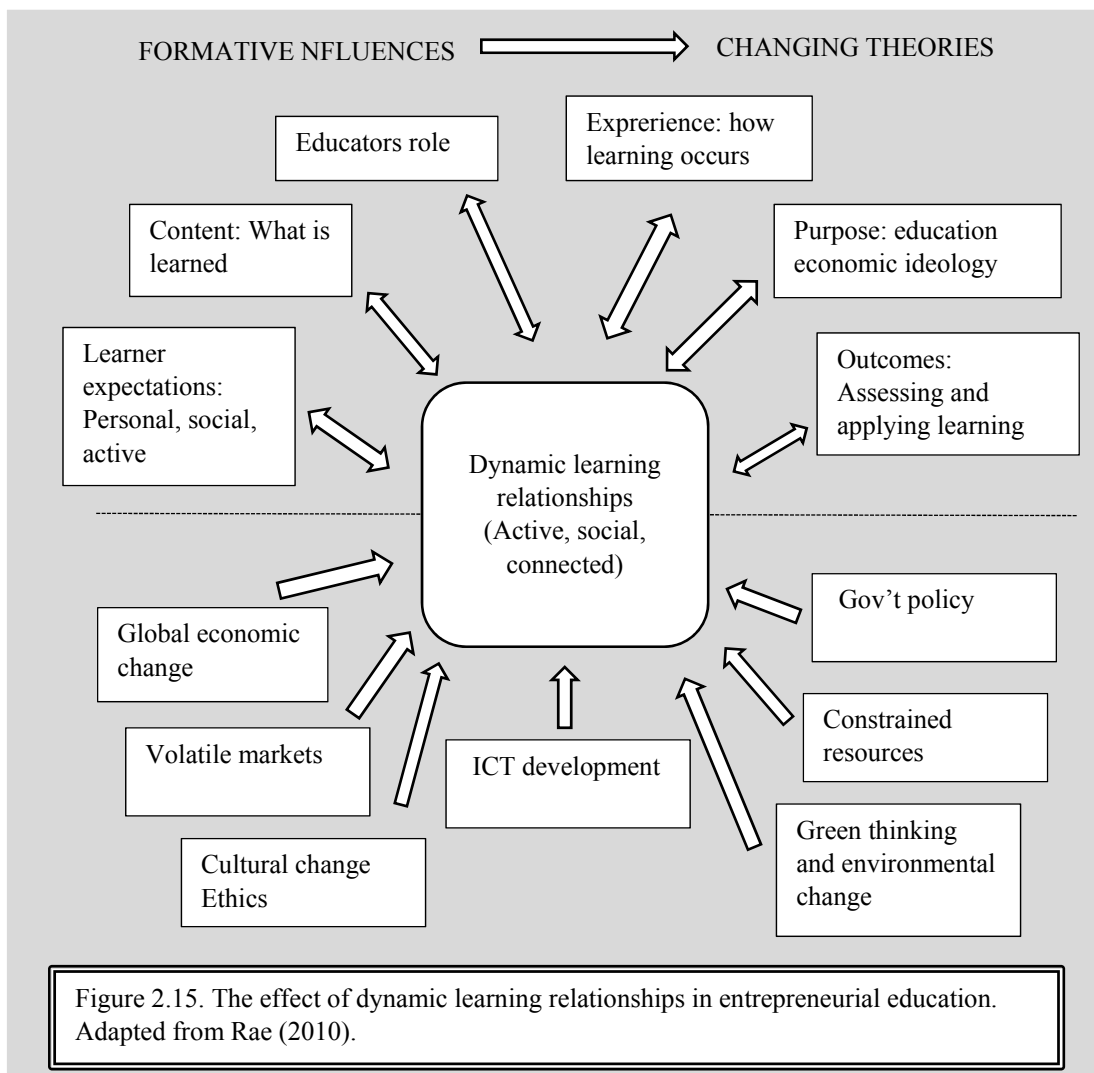 FORMATIVE NFLUENCES
CHANGING THEORIES
Educators role
Exprerience: how
learning occurs
Content: What is
learned
Purpose: education
economic ideology
Learner
expectations:
Personal, social,
active
Outcomes:
Assessing and
applying learning
Dynamic learning
relationships
(Active, social,
connected)
Global economic
change
Gov’t policy
Volatile markets
ICT development
Constrained
resources
Cultural change
Ethics
Green thinking
and environmental
change
Figure 2.15. The effect of dynamic learning relationships in entrepreneurial education.
Adapted from Rae (2010).